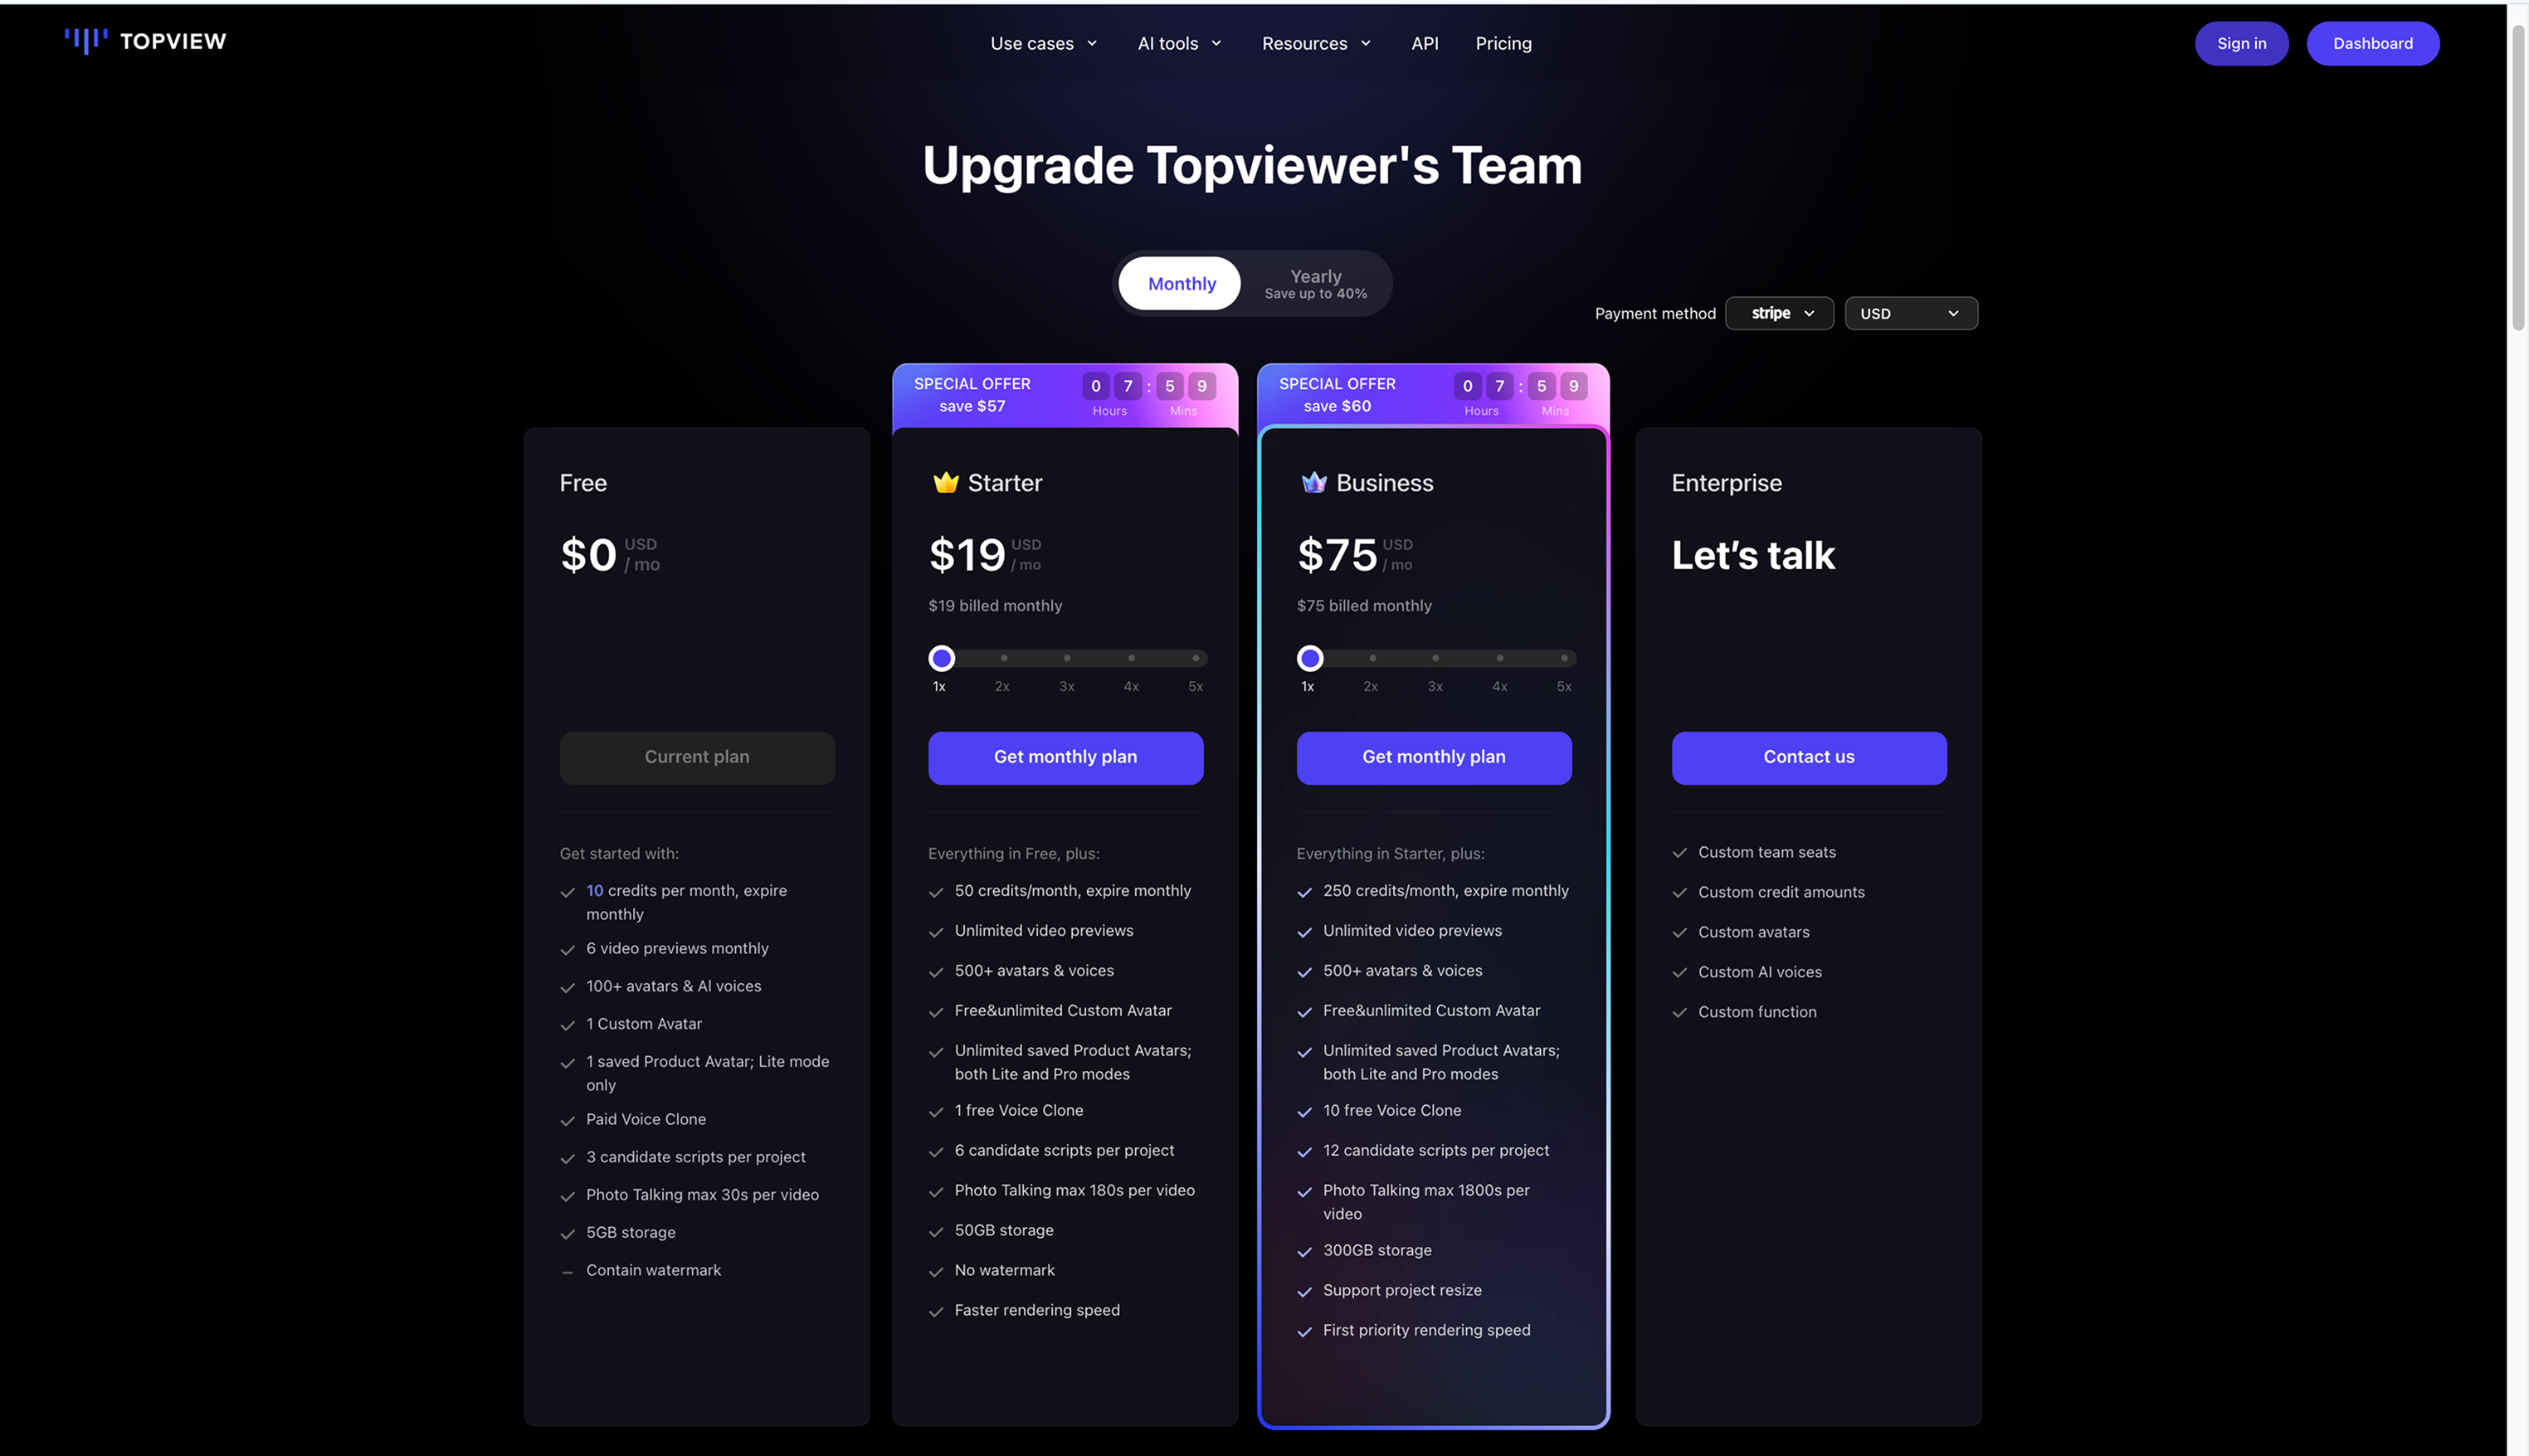 TOPVIEW
Use cases
AI tools
Resources
API
Pricing
Sign in
Dashboard
Upgrade Topviewer's Team
Monthly
Yearly
Save up to 40%
Payment method
stripe
USD
Free
$0
USD
/ mo
Current plan
Get started with:
10 credits per month, expire
monthly
6 video previews monthly
100+ avatars & AI voices
1 Custom Avatar
1 saved Product Avatar; Lite mode
only
Paid Voice Clone
3 candidate scripts per project
Photo Talking max 30s per video
5GB storage
Contain watermark
SPECIAL OFFER
save $57
0 7 : 5 9
Hours
Mins
Starter
$19
USD
/ mo
$19 billed monthly
1x 2x 3x 4x 5x
Get monthly plan
Everything in Free, plus:
50 credits/month, expire monthly
Unlimited video previews
500+ avatars & voices
Free&unlimited Custom Avatar
Unlimited saved Product Avatars;
both Lite and Pro modes
1 free Voice Clone
6 candidate scripts per project
Photo Talking max 180s per video
50GB storage
No watermark
Faster rendering speed
SPECIAL OFFER
save $60
0 7 : 5 9
Hours
Mins
Business
$75
USD
/ mo
$75 billed monthly
1x 2x 3x 4x 5x
Get monthly plan
Everything in Starter, plus:
250 credits/month, expire monthly
Unlimited video previews
500+ avatars & voices
Free&unlimited Custom Avatar
Unlimited saved Product Avatars;
both Lite and Pro modes
10 free Voice Clone
12 candidate scripts per project
Photo Talking max 1800s per
video
300GB storage
Support project resize
First priority rendering speed
Enterprise
Let’s talk
Contact us
Custom team seats
Custom credit amounts
Custom avatars
Custom AI voices
Custom function